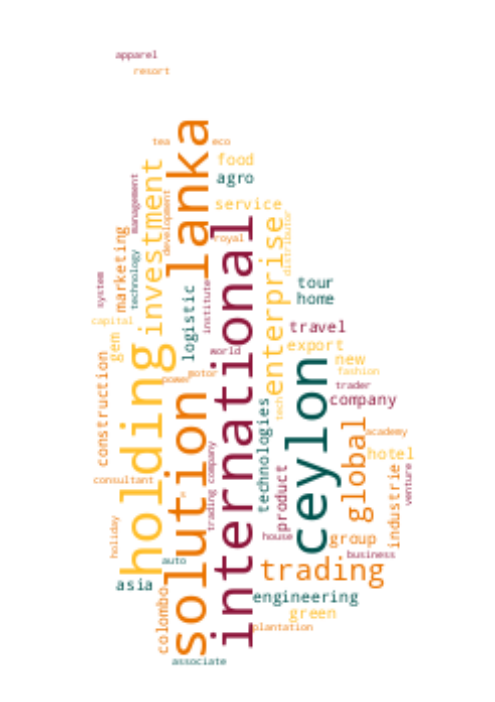 apparel
resort
tea
eco
lanka
food
agro
management
investment
development
service
royal
enterprise
distributor
international
marketing
technology
system
logistic
institute
tour
home
capital
gem
travel
export
world
holding
power
motor
new
fashion
trader
company
construction
ceylon
solution
tech
technologies
global
academy
hotel
trading company
consultant
s
product
industrie
venture
holiday
house
group
business
auto
asia
trading
colombo
engineering
green
plantation
associate